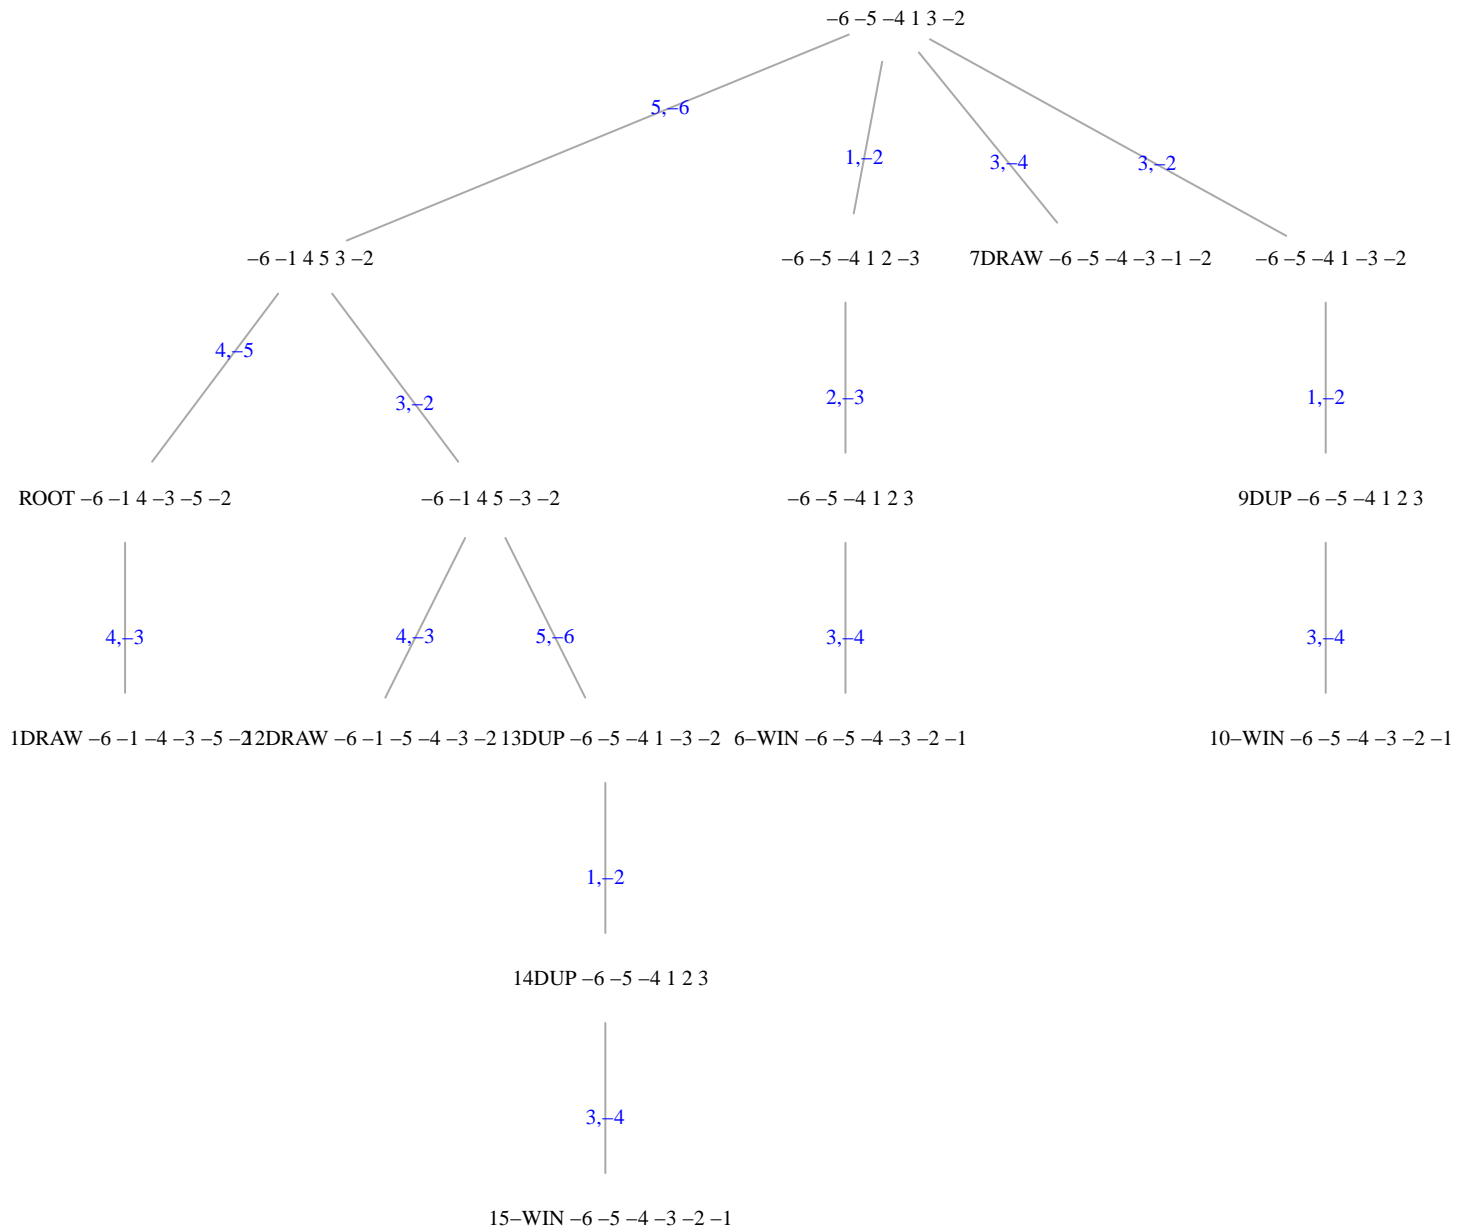 –6 –5 –4 1 3 –2
5,–6
1,–2
3,–4
3,–2
–6 –1 4 5 3 –2
–6 –5 –4 1 2 –3
7DRAW –6 –5 –4 –3 –1 –2
–6 –5 –4 1 –3 –2
4,–5
3,–2
2,–3
1,–2
ROOT –6 –1 4 –3 –5 –2
–6 –1 4 5 –3 –2
–6 –5 –4 1 2 3
9DUP –6 –5 –4 1 2 3
4,–3
4,–3
5,–6
3,–4
3,–4
1DRAW –6 –1 –4 –3 –5 –2
12DRAW –6 –1 –5 –4 –3 –2
13DUP –6 –5 –4 1 –3 –2
6–WIN –6 –5 –4 –3 –2 –1
10–WIN –6 –5 –4 –3 –2 –1
1,–2
14DUP –6 –5 –4 1 2 3
3,–4
15–WIN –6 –5 –4 –3 –2 –1